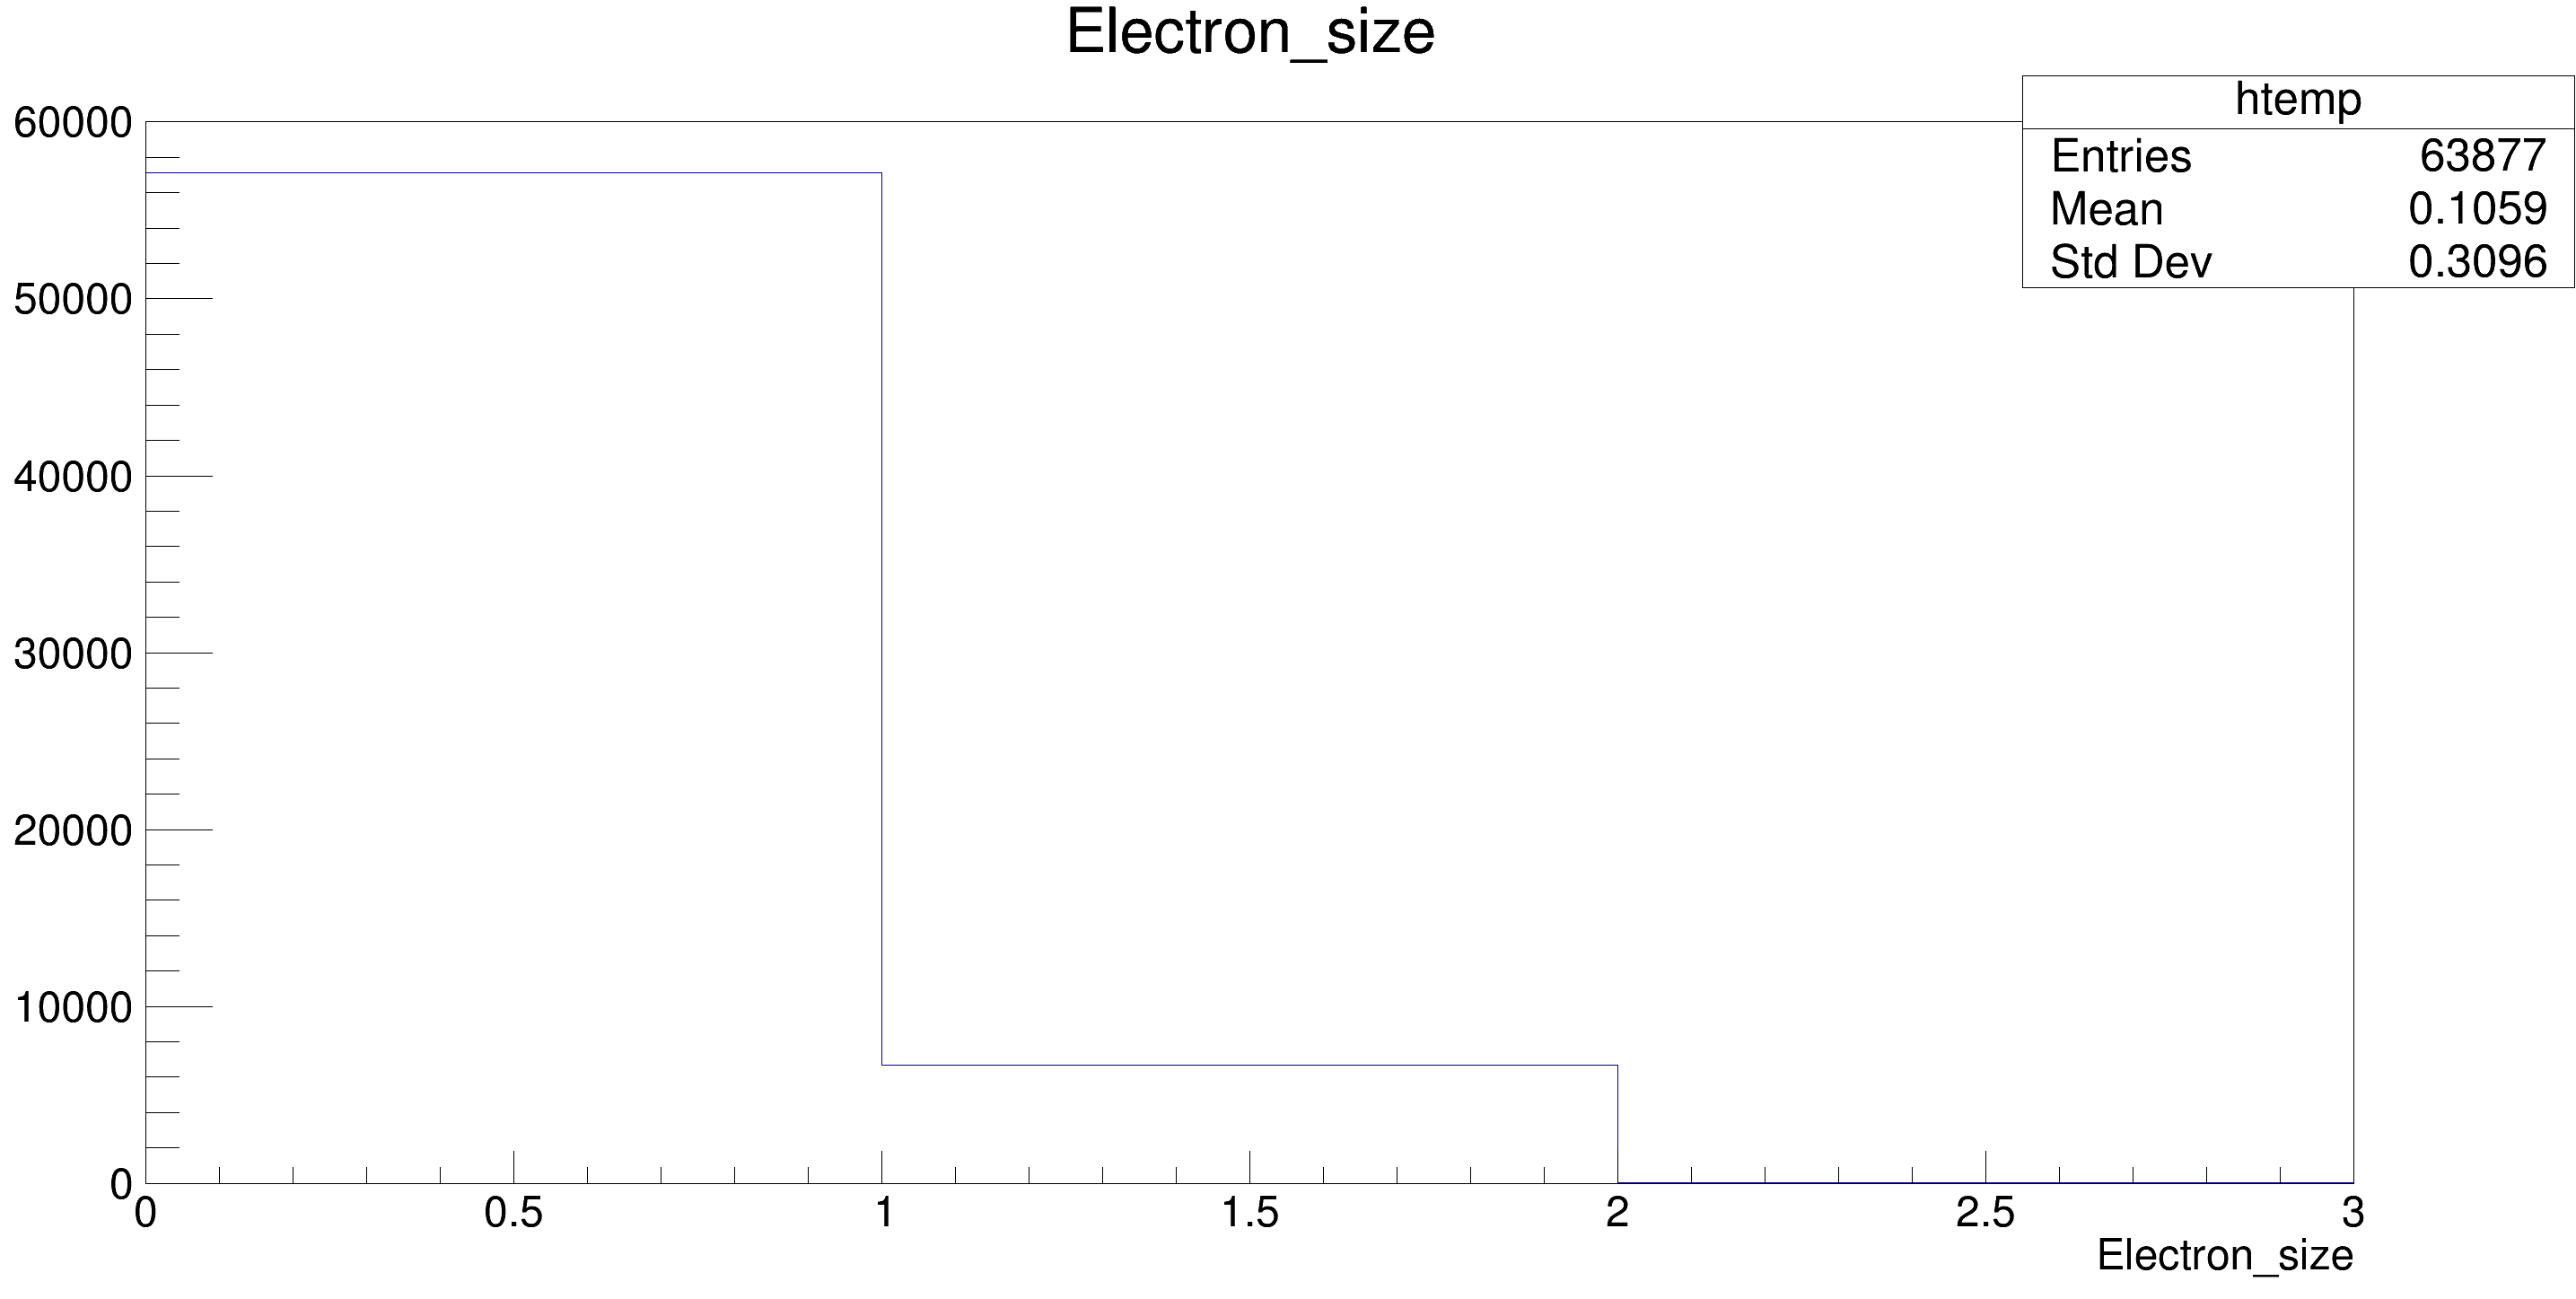 Electron_size
htemp
Entries 63877
Mean 0.1059
Std Dev 0.3096
60000
50000
40000
30000
20000
10000
0
0 0.5 1 1.5 2 2.5 3
Electron_size